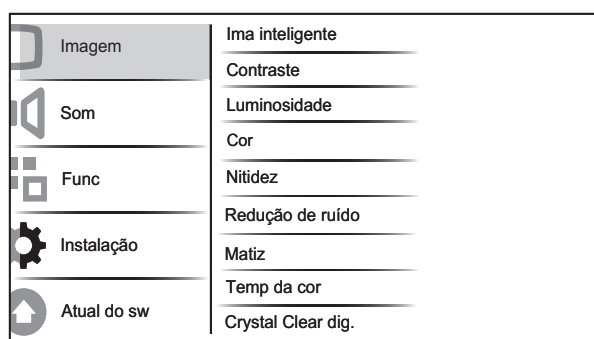 Imagem
Som
Func
Instalação
Atual do sw
Ima inteligente
Contraste
Luminosidade
Cor
Nitidez
Redução de ruído
Matiz
Temp da cor
Crystal Clear dig.